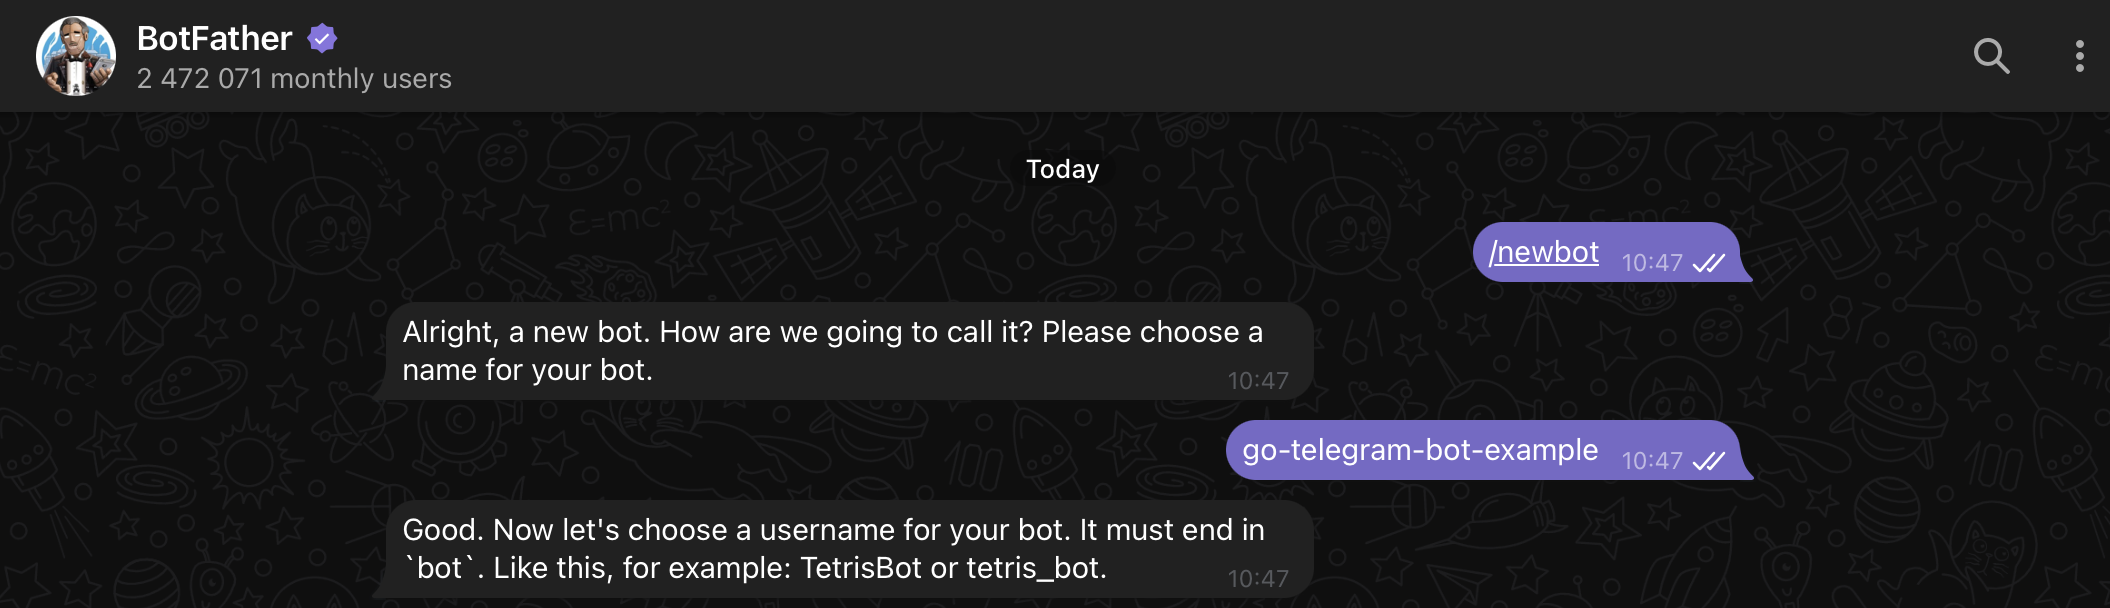 BotFather
2 472 071 monthly users
Today
/newbot 10:47
Alright, a new bot. How are we going to call it? Please choose a
name for your bot.
10:47
go-telegram-bot-example 10:47
Good. Now let's choose a username for your bot. It must end in
`bot`. Like this, for example: TetrisBot or tetris_bot.
10:47